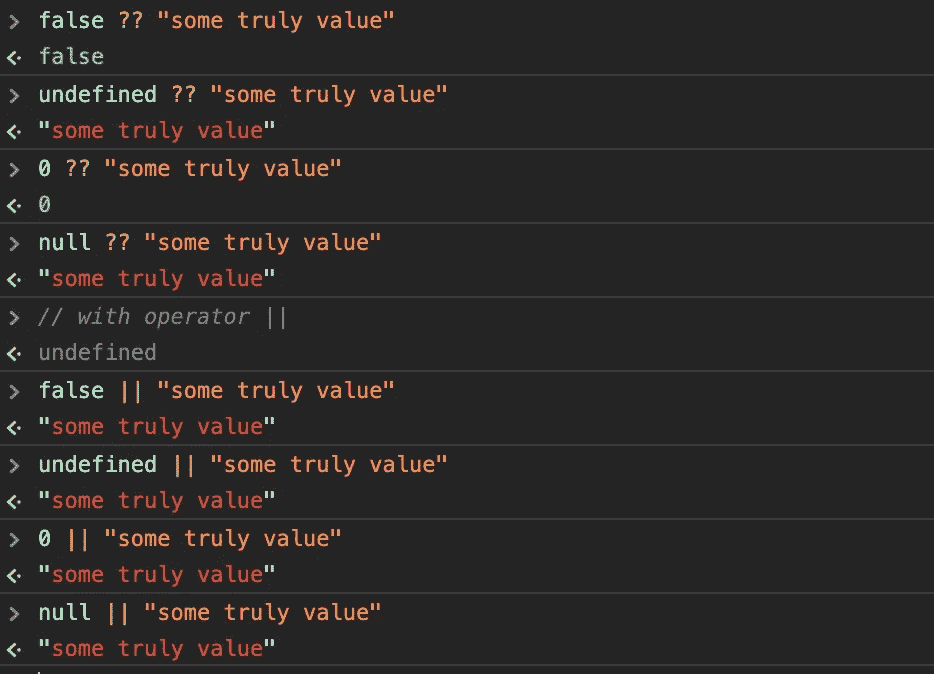 > false ?? "some truly value"
<· false
> undefined ?? "some truly value"
<· "some truly value"
> 0 ?? "some truly value"
<· 0
> null ?? "some truly value"
<· "some truly value"
> // with operator ||
<· undefined
> false || "some truly value"
<· "some truly value"
> undefined || "some truly value"
<· "some truly value"
> 0 || "some truly value"
<· "some truly value"
> null || "some truly value"
<· "some truly value"